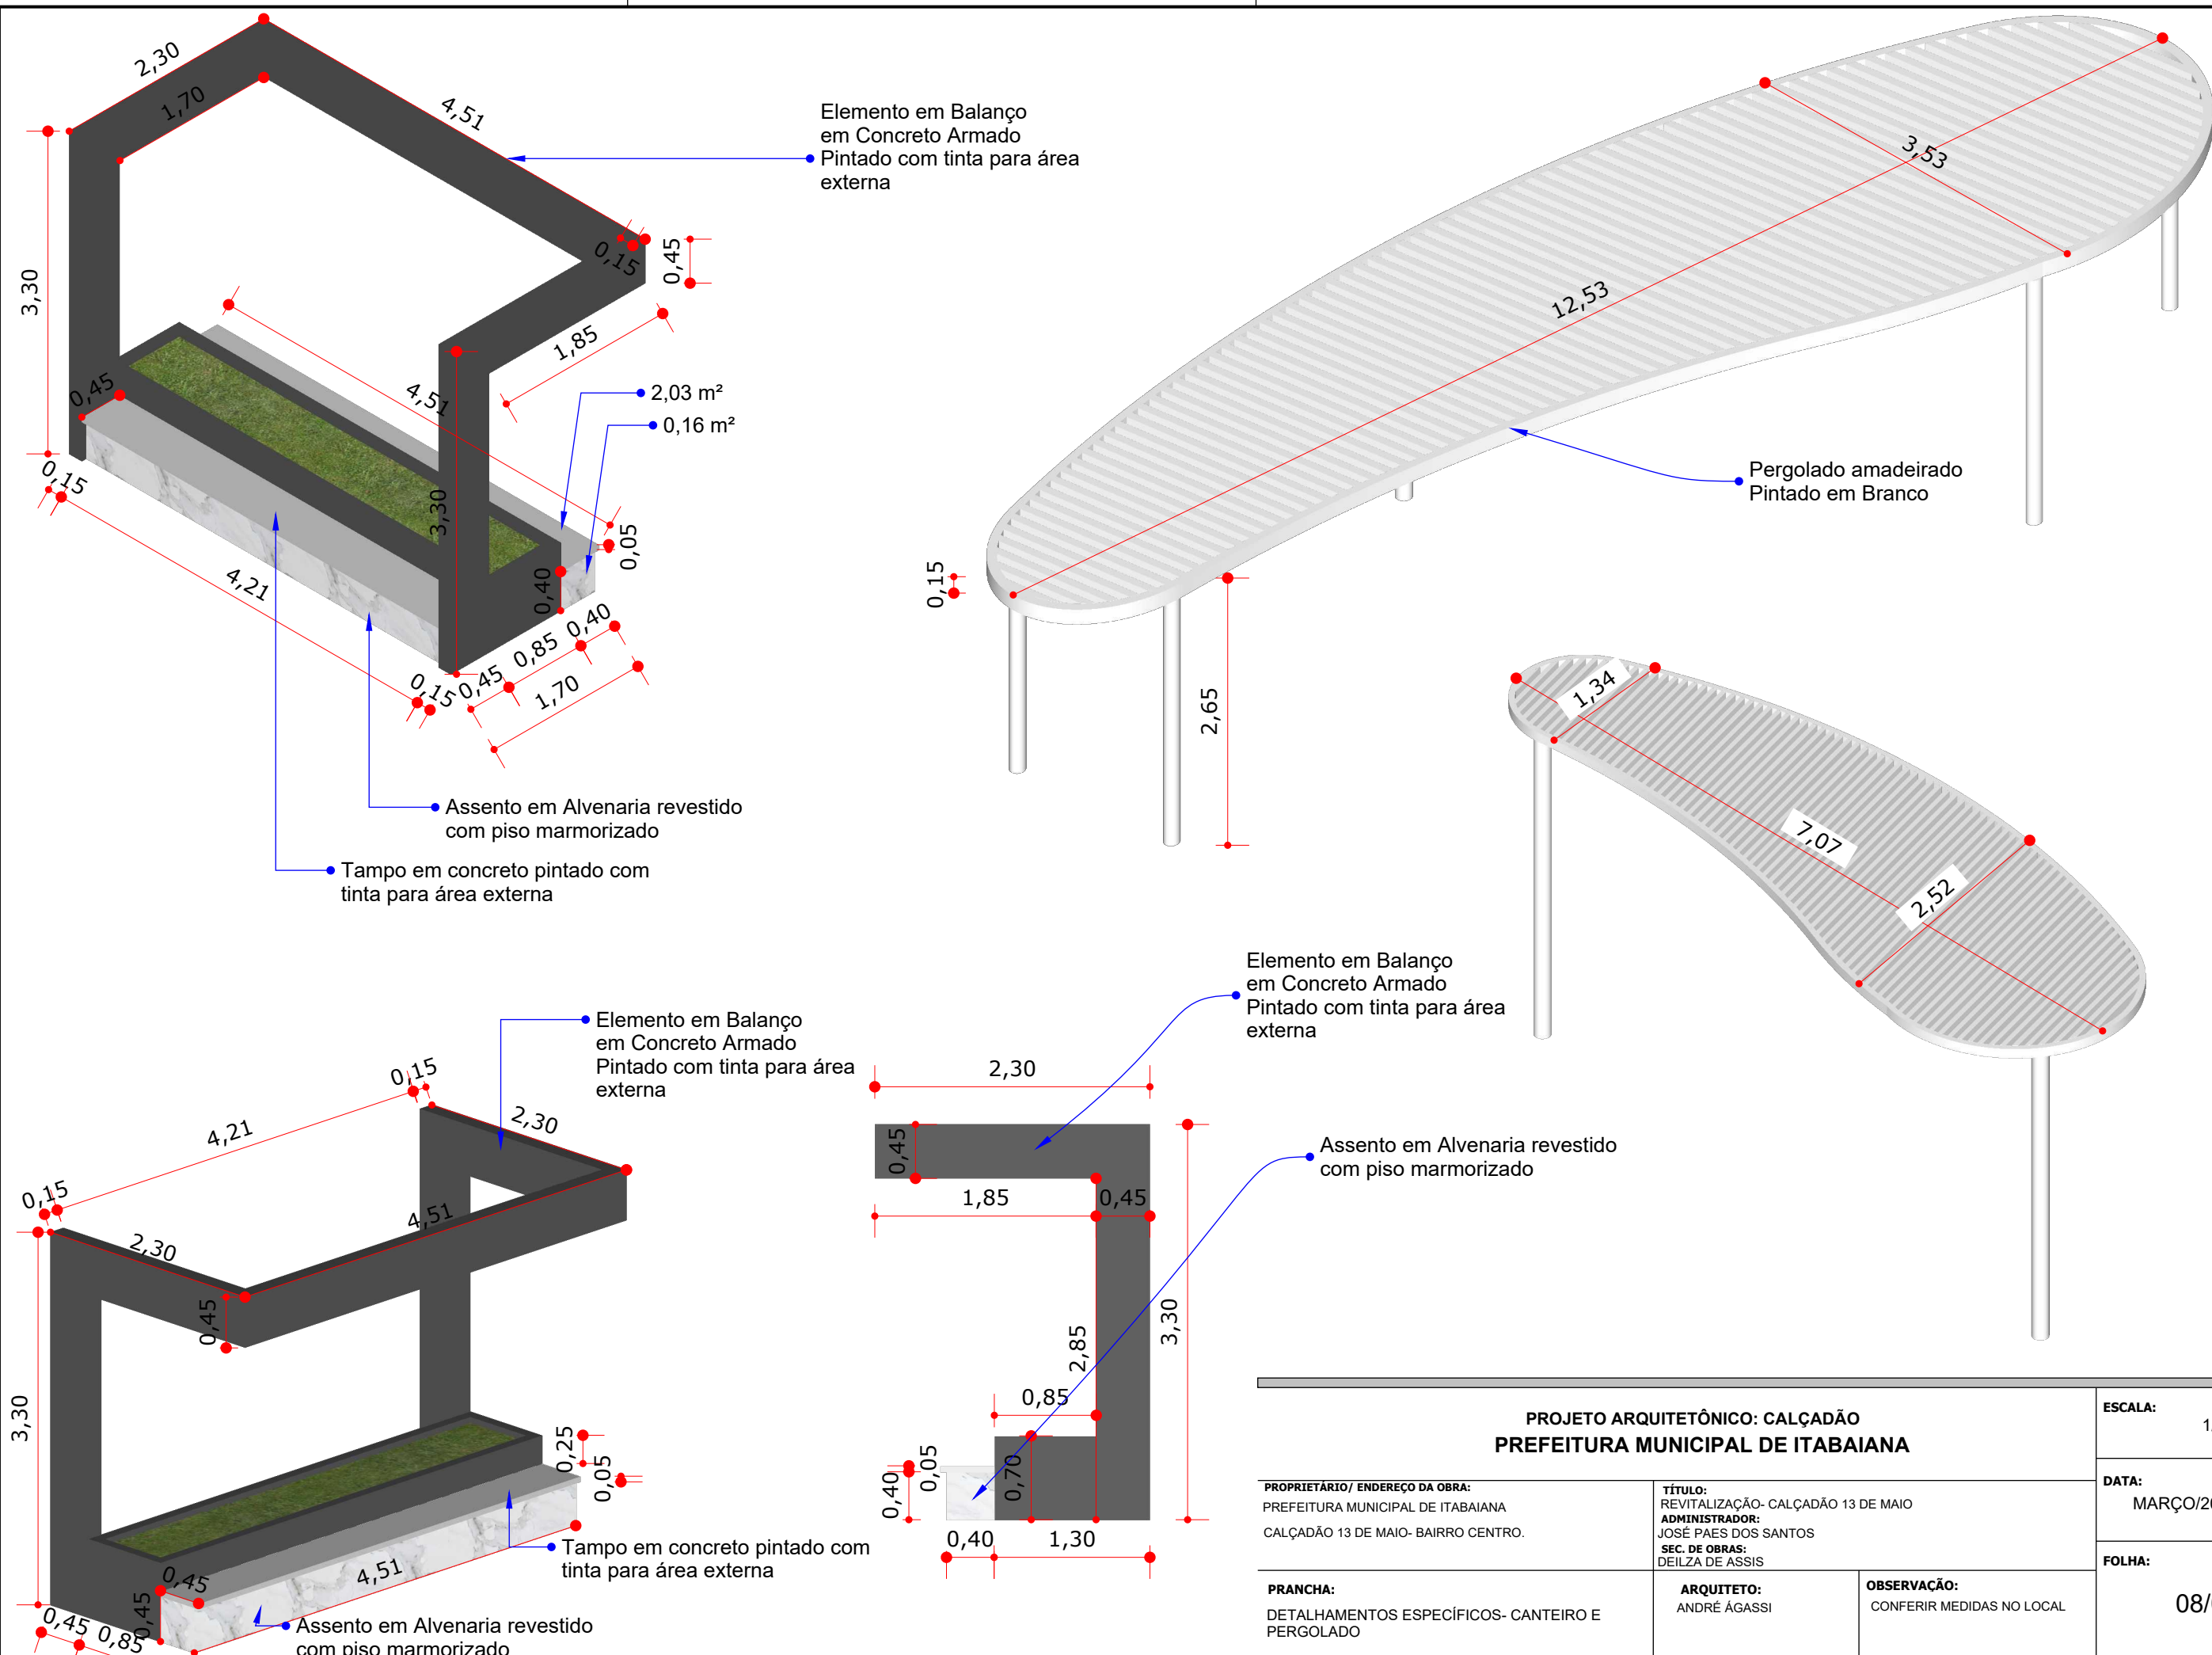 2,30
1,70
4,51
3,30
0,15
0,45
1,85
4,51
0,45
2,03 m²
0,16 m²
3,30
0,15
4,21
0,05
0,40
0,15
0,45
0,85
0,40
1,70
Elemento em Balanço
em Concreto Armado
Pintado com tinta para área
externa
Assento em Alvenaria revestido
com piso marmorizado
Tampo em concreto pintado com
tinta para área externa
3,53
12,53
0,15
2,65
Pergolado amadeirado
Pintado em Branco
1,34
7,07
2,52
Elemento em Balanço
em Concreto Armado
Pintado com tinta para área
externa
0,15
4,21
2,30
0,15
2,30
4,51
0,45
3,30
0,25
0,05
4,51
0,45
0,45
0,45
0,85
Tampo em concreto pintado com
tinta para área externa
Assento em Alvenaria revestido
com piso marmorizado
Elemento em Balanço
em Concreto Armado
Pintado com tinta para área
externa
Assento em Alvenaria revestido
com piso marmorizado
2,30
0,45
1,85
0,45
3,30
2,85
0,85
0,70
0,05
0,40
0,40
1,30
PROJETO ARQUITETÔNICO: CALÇADÃO
PREFEITURA MUNICIPAL DE ITABAIANA
PROPRIETÁRIO/ ENDEREÇO DA OBRA:
PREFEITURA MUNICIPAL DE ITABAIANA
CALÇADÃO 13 DE MAIO- BAIRRO CENTRO.
TÍTULO:
REVITALIZAÇÃO- CALÇADÃO 13 DE MAIO
ADMINISTRADOR:
JOSÉ PAES DOS SANTOS
SEC. DE OBRAS:
DEILZA DE ASSIS
PRANCHA:
DETALHAMENTOS ESPECÍFICOS- CANTEIRO E
PERGOLADO
ARQUITETO:
ANDRÉ ÁGASSI
OBSERVAÇÃO:
CONFERIR MEDIDAS NO LOCAL
ESCALA:
DATA:
MARÇO/20
FOLHA:
08/